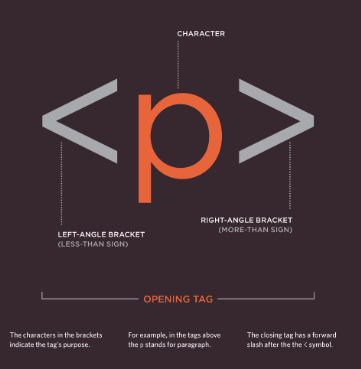 CHARACTER
<p>
LEFT-ANGLE BRACKET
(LESS-THAN SIGN)
RIGHT-ANGLE BRACKET
(MORE-THAN SIGN)
OPENING TAG
The characters in the brackets
indicate the tag's purpose.
For example, in the tags above
the p stands for paragraph.
The closing tag has a forward
slash after the the < symbol.